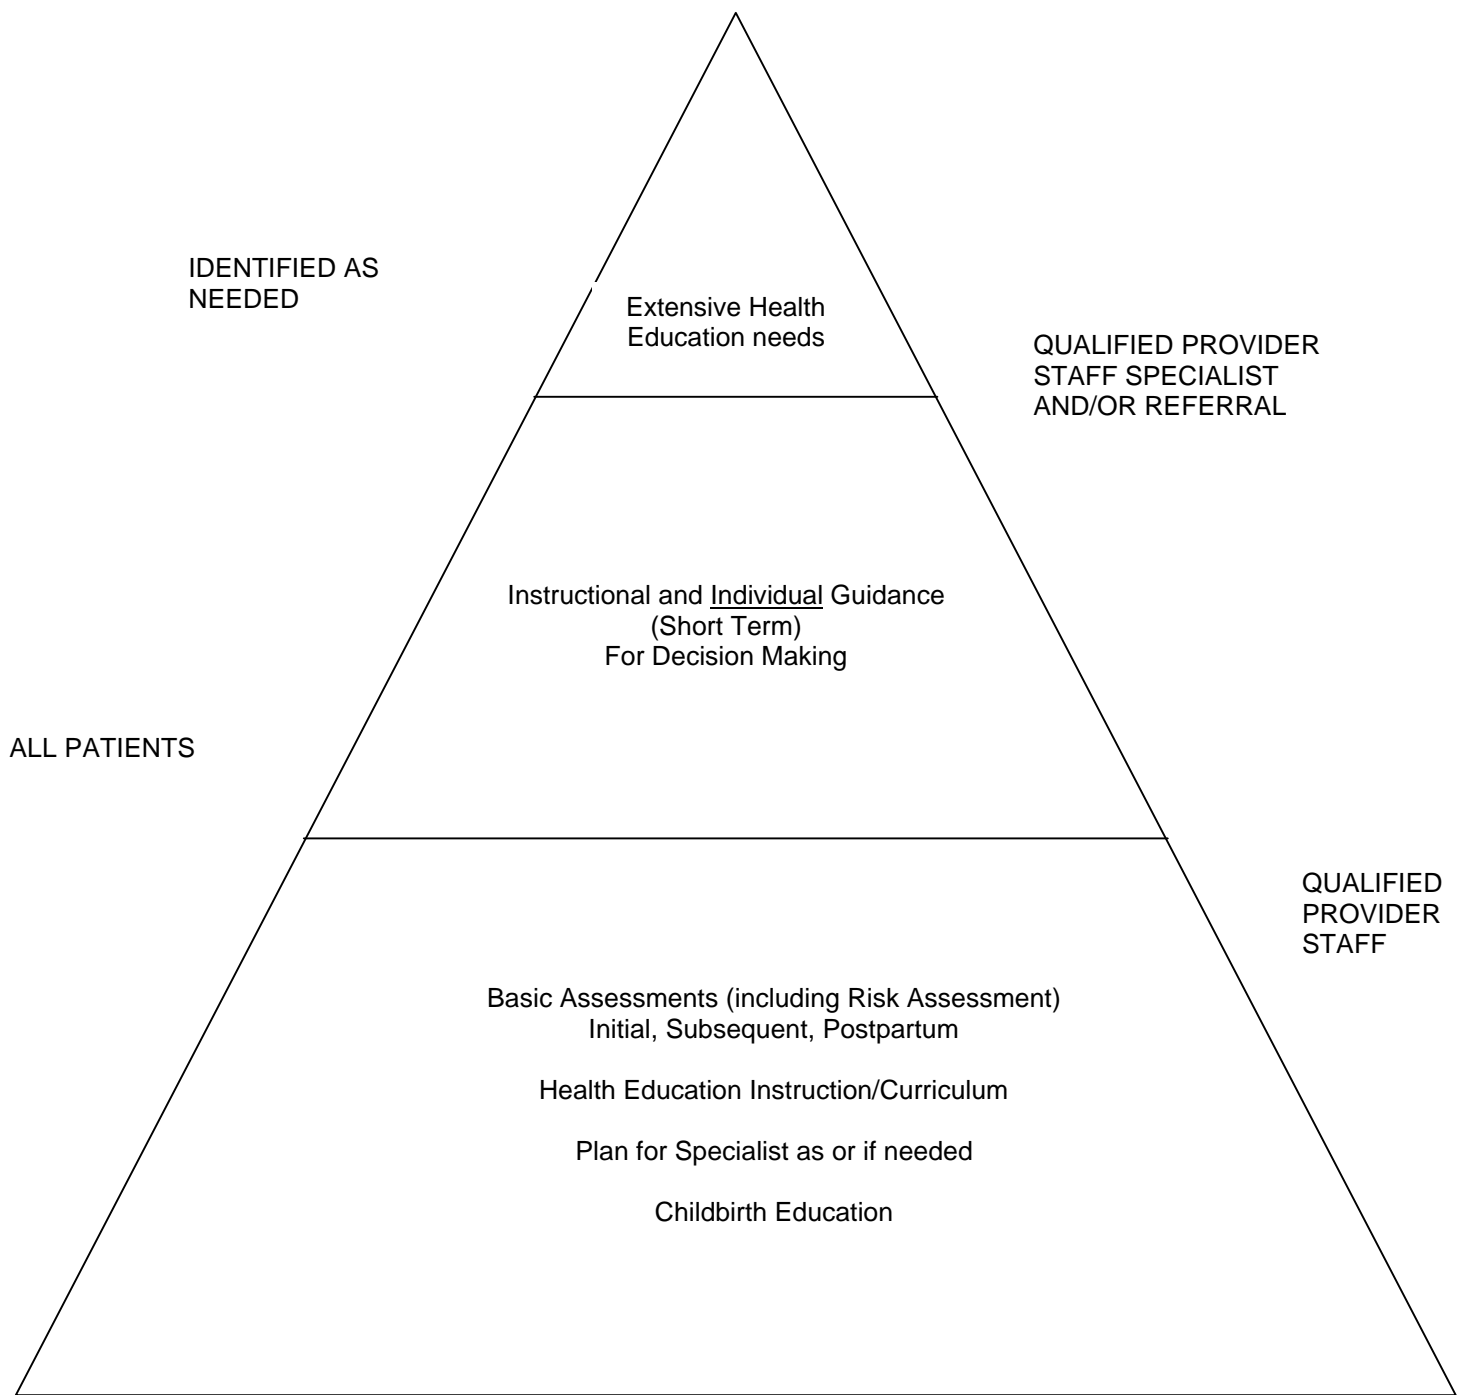 IDENTIFIED AS
NEEDED
Extensive Health
Education needs
QUALIFIED PROVIDER
STAFF SPECIALIST
AND/OR REFERRAL
Instructional and Individual Guidance
(Short Term)
For Decision Making
ALL PATIENTS
QUALIFIED
PROVIDER
STAFF
Basic Assessments (including Risk Assessment)
Initial, Subsequent, Postpartum
Health Education Instruction/Curriculum
Plan for Specialist as or if needed
Childbirth Education